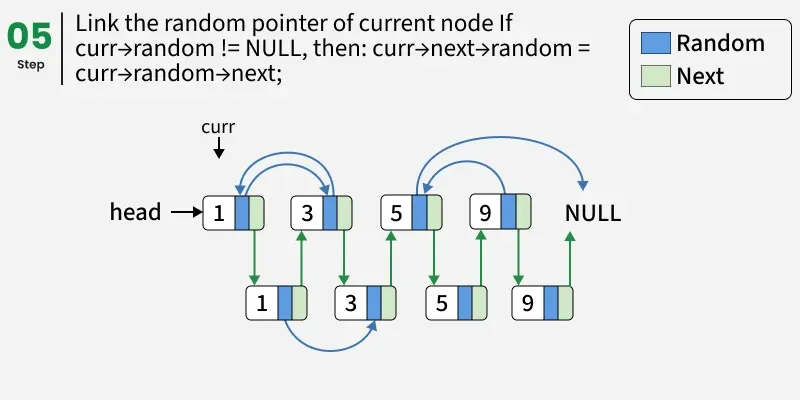 05
Step
Link the random pointer of current node If
curr→random != NULL, then: curr→next→random =
curr→random→next;
Random
Next
curr
head
1
3
5
9
NULL
1
3
5
9